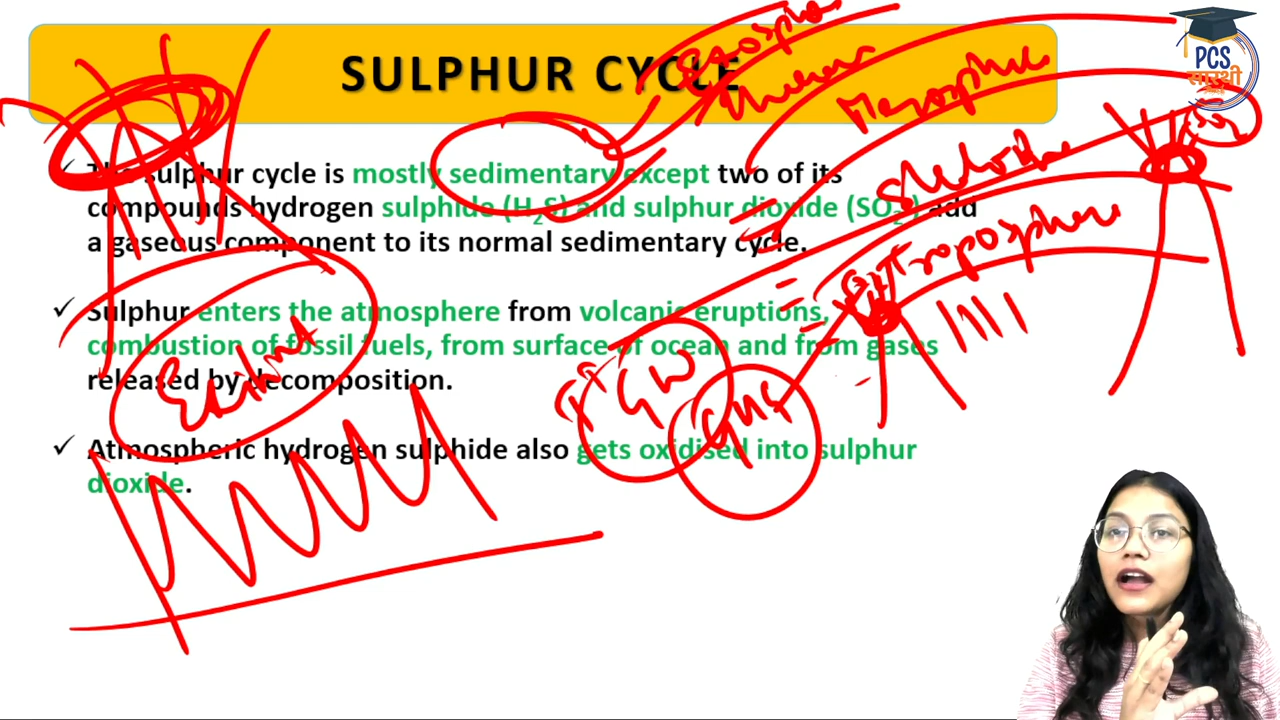 SULPHUR CYCLE
PCS
सारथी
✓ The sulphur cycle is mostly sedimentary except two of its
compounds hydrogen sulphide (H₂S) and sulphur dioxide (SO₂) add
a gaseous component to its normal sedimentary cycle.
✓ Sulphur enters the atmosphere from volcanic eruptions,
combustion of fossil fuels, from surface of ocean and from gases
released by decomposition.
✓ Atmospheric hydrogen sulphide also gets oxidised into sulphur
dioxide.
Mesosphere
Troposphere
GW
GHG